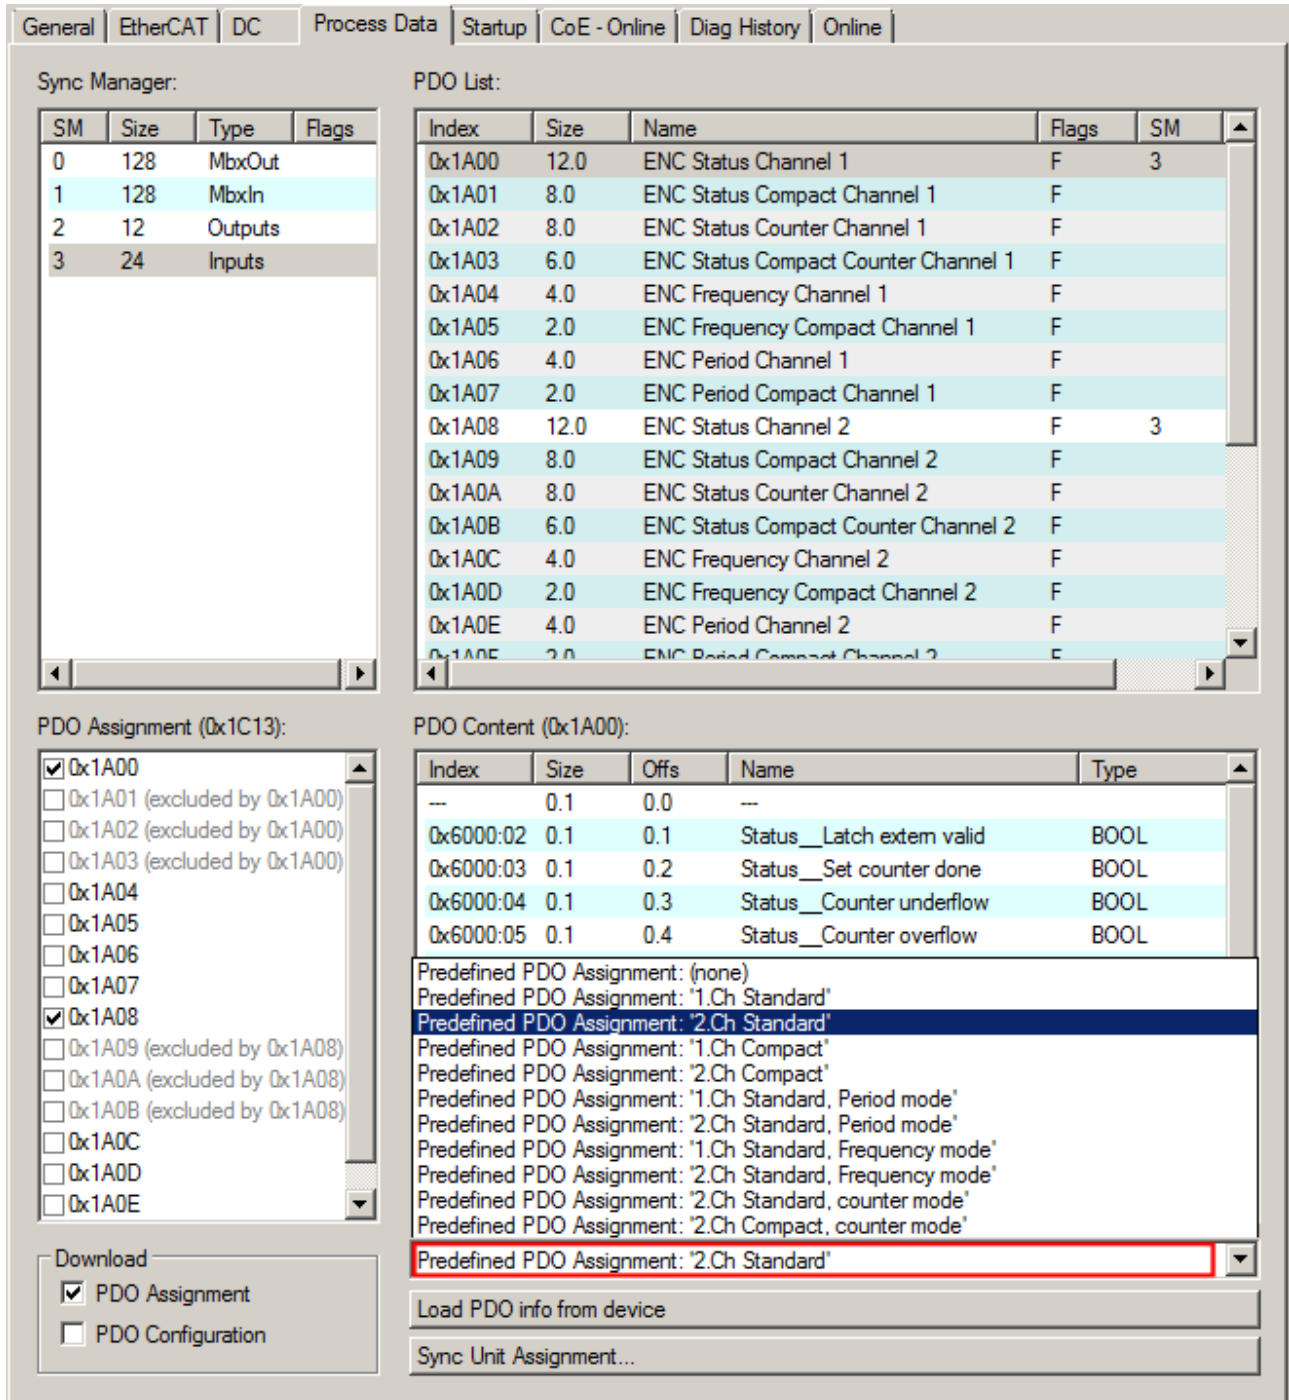 General EtherCAT DC Process Data Startup CoE - Online Diag History Online
Sync Manager:
SM Size Type Flags
0 128 MbxOut
1 128 MbxIn
2 12 Outputs
3 24 Inputs
PDO List:
Index Size Name Flags SM
0x1A00 12.0 ENC Status Channel 1 F 3
0x1A01 8.0 ENC Status Compact Channel 1 F
0x1A02 8.0 ENC Status Counter Channel 1 F
0x1A03 6.0 ENC Status Compact Counter Channel 1 F
0x1A04 4.0 ENC Frequency Channel 1 F
0x1A05 2.0 ENC Frequency Compact Channel 1 F
0x1A06 4.0 ENC Period Channel 1 F
0x1A07 2.0 ENC Period Compact Channel 1 F
0x1A08 12.0 ENC Status Channel 2 F 3
0x1A09 8.0 ENC Status Compact Channel 2 F
0x1A0A 8.0 ENC Status Counter Channel 2 F
0x1A0B 6.0 ENC Status Compact Counter Channel 2 F
0x1A0C 4.0 ENC Frequency Channel 2 F
0x1A0D 2.0 ENC Frequency Compact Channel 2 F
0x1A0E 4.0 ENC Period Channel 2 F
0x1A0F 2.0 ENC Period Compact Channel 2 F
PDO Assignment (0x1C13):
0x1A00
0x1A01 (excluded by 0x1A00)
0x1A02 (excluded by 0x1A00)
0x1A03 (excluded by 0x1A00)
0x1A04
0x1A05
0x1A06
0x1A07
0x1A08
0x1A09 (excluded by 0x1A08)
0x1A0A (excluded by 0x1A08)
0x1A0B (excluded by 0x1A08)
0x1A0C
0x1A0D
0x1A0E
PDO Content (0x1A00):
Index Size Offs Name Type
--- 0.1 0.0 ---
0x6000:02 0.1 0.1 Status__Latch extern valid BOOL
0x6000:03 0.1 0.2 Status__Set counter done BOOL
0x6000:04 0.1 0.3 Status__Counter underflow BOOL
0x6000:05 0.1 0.4 Status__Counter overflow BOOL
Predefined PDO Assignment: (none)
Predefined PDO Assignment: '1.Ch Standard'
Predefined PDO Assignment: '2.Ch Standard'
Predefined PDO Assignment: '1.Ch Compact'
Predefined PDO Assignment: '2.Ch Compact'
Predefined PDO Assignment: '1.Ch Standard, Period mode'
Predefined PDO Assignment: '2.Ch Standard, Period mode'
Predefined PDO Assignment: '1.Ch Standard, Frequency mode'
Predefined PDO Assignment: '2.Ch Standard, Frequency mode'
Predefined PDO Assignment: '2.Ch Standard, counter mode'
Predefined PDO Assignment: '2.Ch Compact, counter mode'
Predefined PDO Assignment: '2.Ch Standard'
Download
PDO Assignment
PDO Configuration
Load PDO info from device
Sync Unit Assignment...